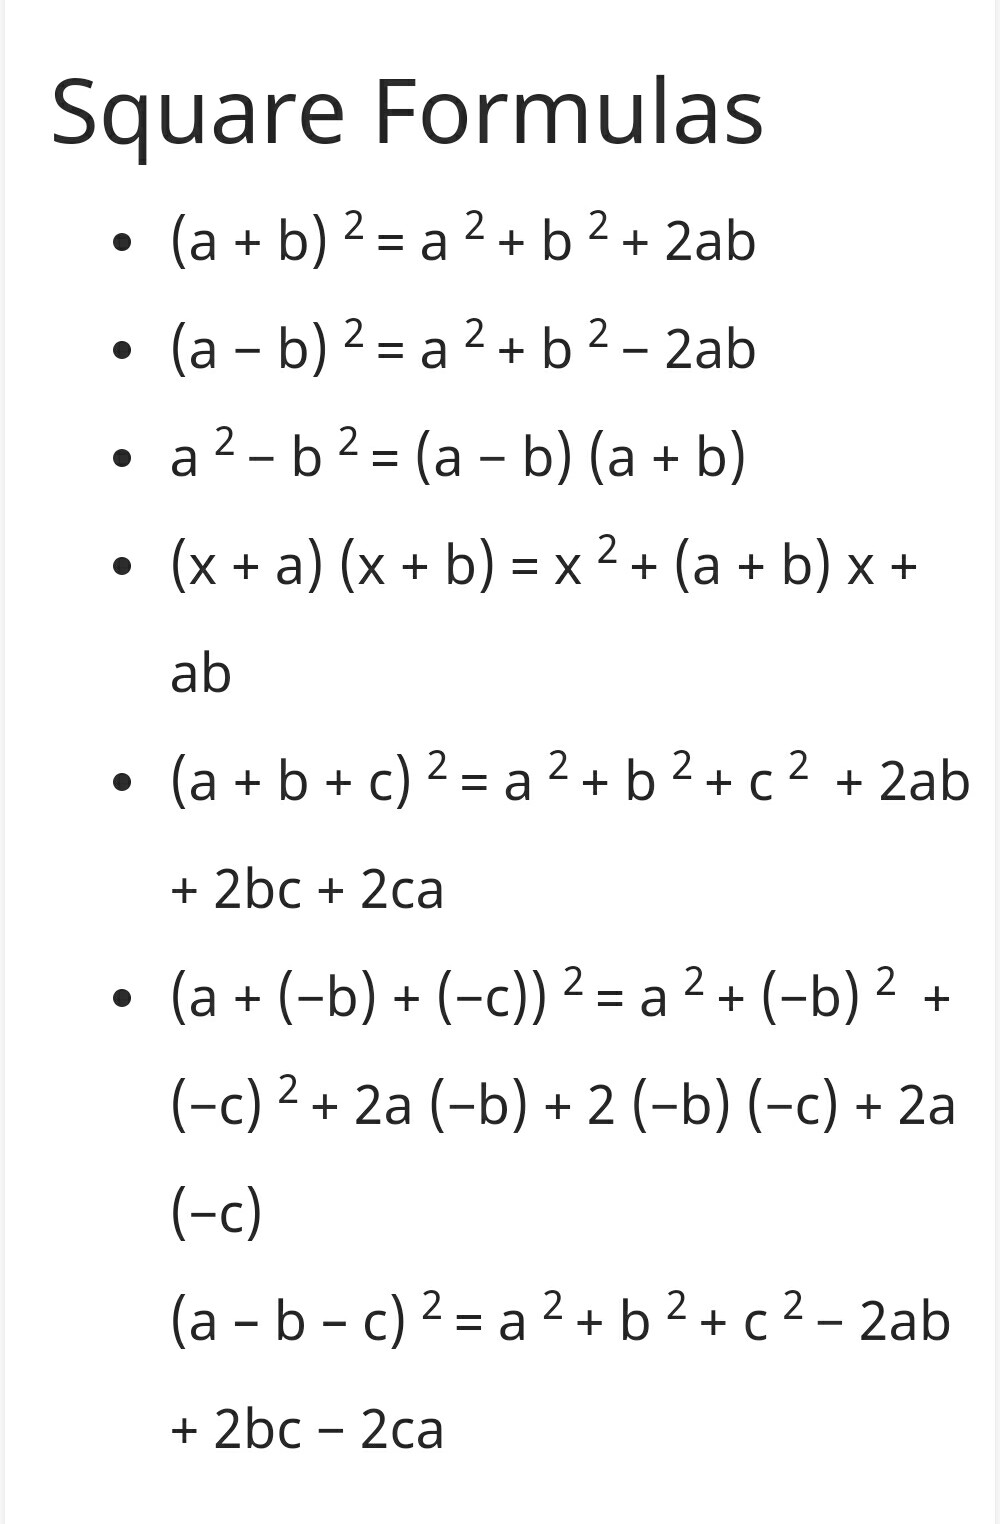 Square Formulas
• (a + b) ² = a ² + b ² + 2ab
• (a − b) ² = a ² + b ² − 2ab
• a ² − b ² = (a − b) (a + b)
• (x + a) (x + b) = x ² + (a + b) x +
ab
• (a + b + c) ² = a ² + b ² + c ² + 2ab
+ 2bc + 2ca
• (a + (−b) + (−c)) ² = a ² + (−b) ² +
(−c) ² + 2a (−b) + 2 (−b) (−c) + 2a
(−c)
(a – b – c) ² = a ² + b ² + c ² − 2ab
+ 2bc − 2ca